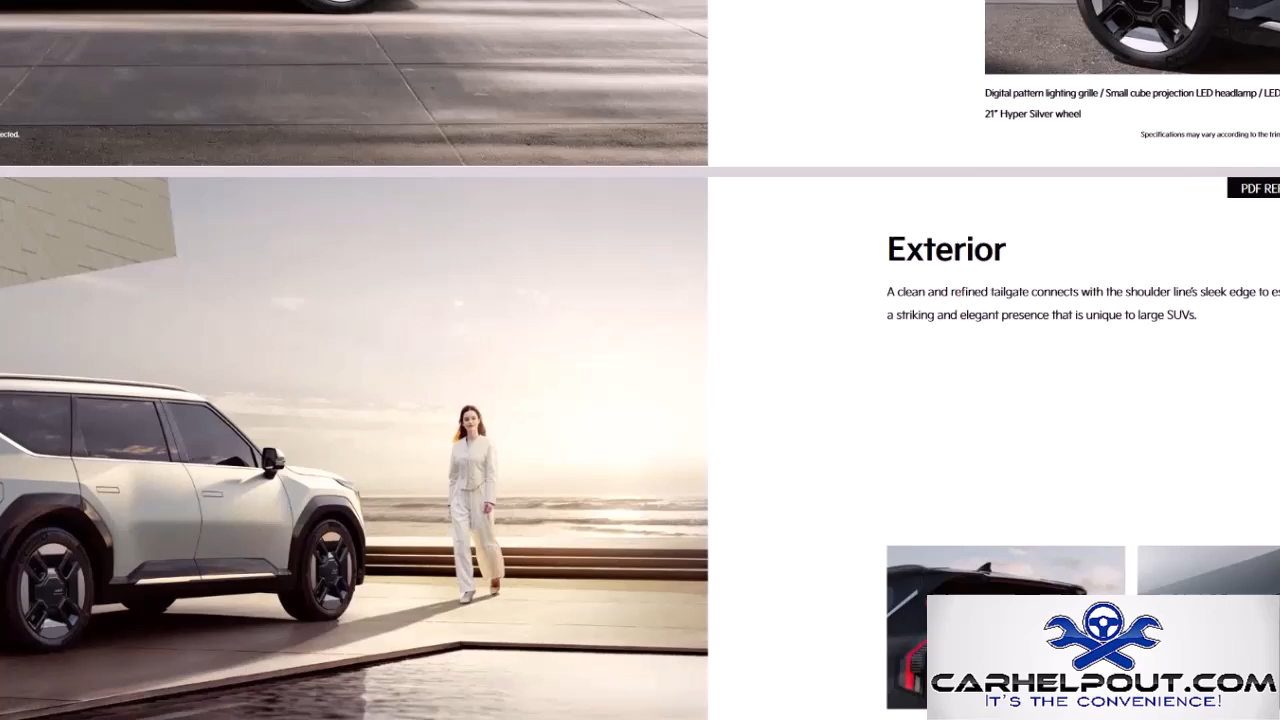 Digital pattern lighting grille / Small cube projection LED headlamp / LED
21" Hyper Silver wheel
ected.
Specifications may vary according to the trim
PDF
Exterior
A clean and refined tailgate connects with the shoulder line's sleek edge to es
a striking and elegant presence that is unique to large SUVs.
CARHELPOUT.COM
IT'S THE CONVENIENCE!